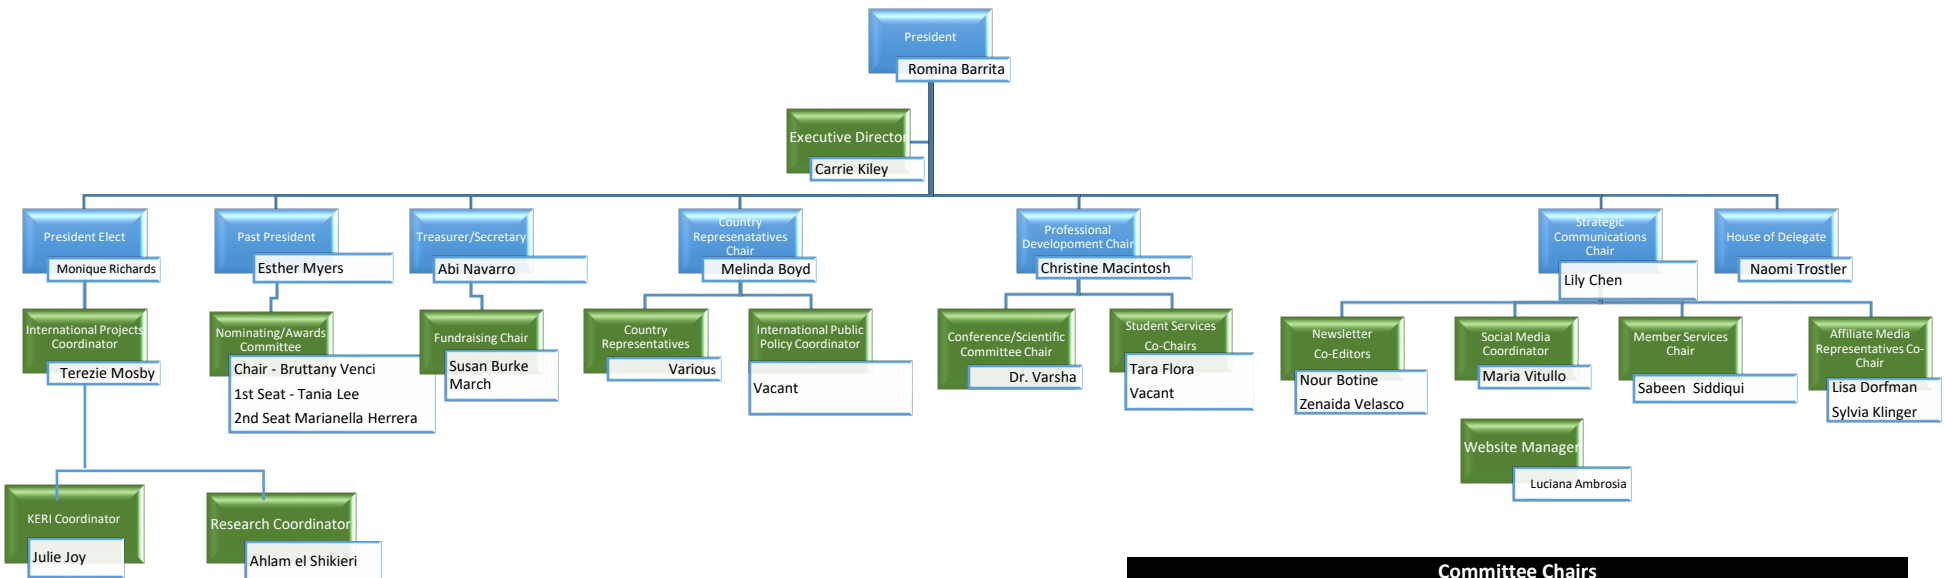 President
Romina Barrita
Executive Director
Carrie Kiley
President Elect
Monique Richards
Past President
Esther Myers
Treasurer/Secretary
Abi Navarro
Country
Represenatatives
Chair
Melinda Boyd
Professional
Developoment Chair
Christine Macintosh
Strategic
Communications
Chair
Lily Chen
House of Delegate
Naomi Trostler
International Projects
Coordinator
Terezie Mosby
Nominating/Awards
Committee
Chair - Bruttany Venci
1st Seat - Tania Lee
2nd Seat Marianella Herrera
Fundraising Chair
Susan Burke
March
Country
Representatives
Various
International Public
Policy Coordinator
Vacant
Conference/Scientific
Committee Chair
Dr. Varsha
Student Services
Co-Chairs
Tara Flora
Vacant
Newsletter
Co-Editors
Nour Botine
Zenaida Velasco
Social Media
Coordinator
Maria Vitullo
Member Services
Chair
Sabeen Siddiqui
Affiliate Media
Representatives Co-
Chair
Lisa Dorfman
Sylvia Klinger
Website Manager
Luciana Ambrosia
KERI Coordinator
Julie Joy
Research Coordinator
Ahlam el Shikieri
Committee Chairs